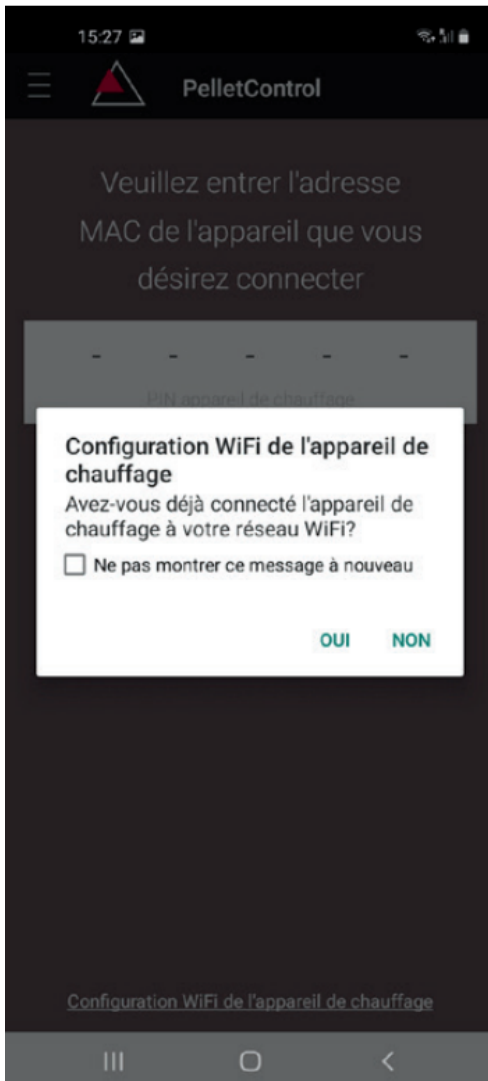 15:27
PelletControl
Veuillez entrer l'adresse
MAC de l'appareil que vous
désirez connecter
- - - - -
PIN appareil de chauffage
Configuration WiFi de l'appareil de
chauffage
Avez-vous déjà connecté l'appareil de
chauffage à votre réseau WiFi?
Ne pas montrer ce message à nouveau
OUI NON
Configuration WiFi de l'appareil de chauffage